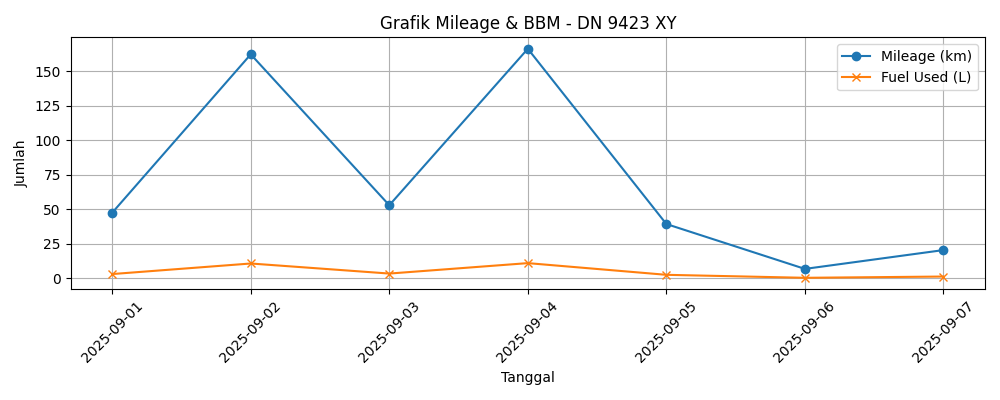 Grafik Mileage & BBM - DN 9423 XY
Mileage (km)
Fuel Used (L)
Jumlah
150
125
100
75
50
25
0
2025-09-01
2025-09-02
2025-09-03
2025-09-04
2025-09-05
2025-09-06
2025-09-07
Tanggal